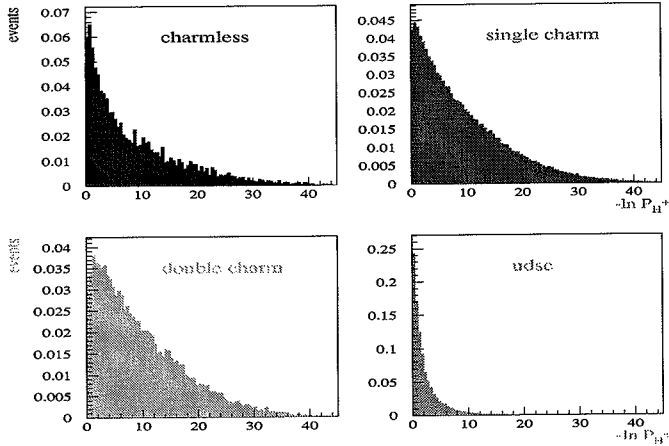 events
0.07
0.06
0.05
0.04
0.03
0.02
0.01
0
charmless
0 10 20 30 40
0.045
0.04
0.035
0.03
0.025
0.02
0.015
0.01
0.005
0
single charm
0 10 20 30 40
-ln P_H+
events
0.04
0.035
0.03
0.025
0.02
0.015
0.01
0.005
0
double charm
0 10 20 30 40
0.25
0.2
0.15
0.1
0.05
0
udsc
0 10 20 30 40
-ln P_H+